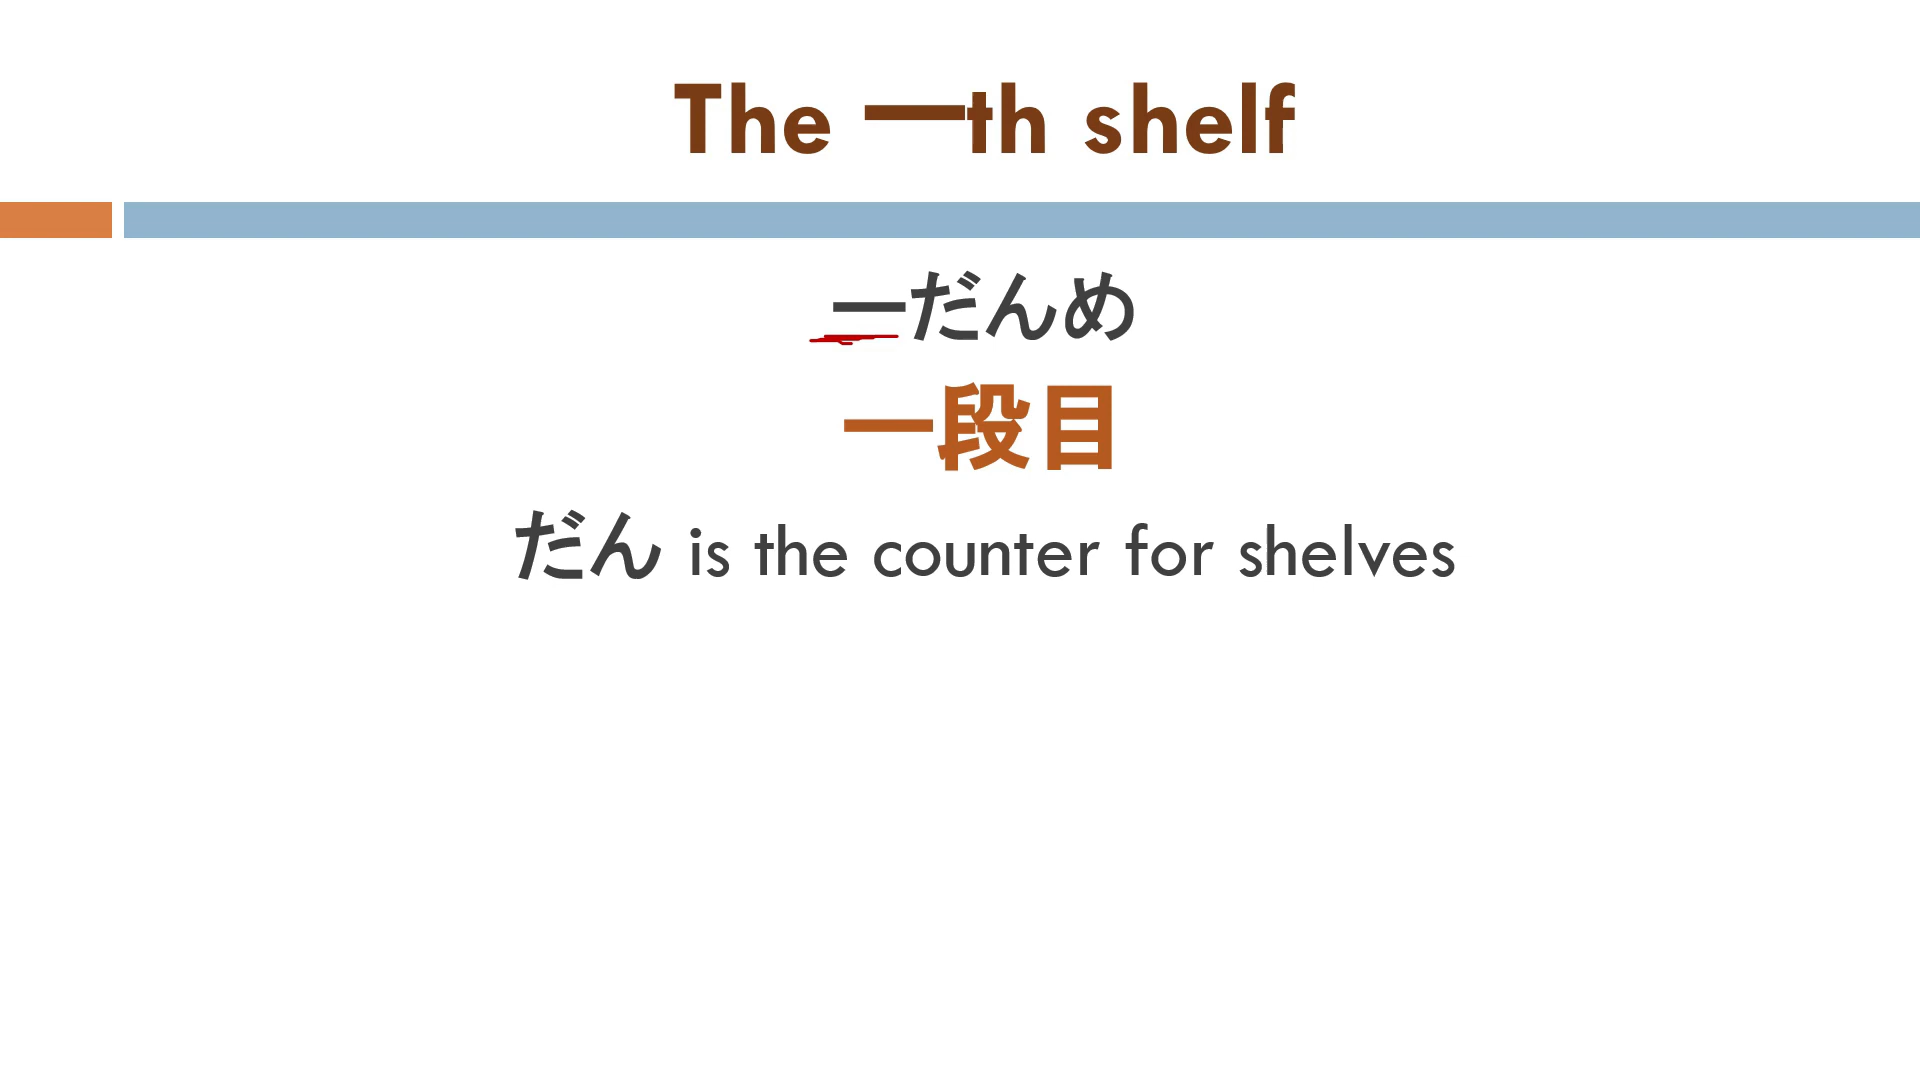 The 一th shelf
一だんめ
一段目
だん is the counter for shelves